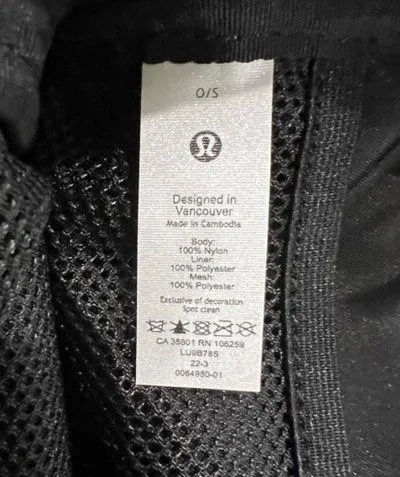 O/S
Designed in
Vancouver
Made in Cambodia
Body:
100% Nylon
Liner:
100% Polyester
Mesh:
100% Polyester
Exclusive of decoration
Spot clean
CA 35801 RN 106259
LU9B78S
22-3
0064950-01